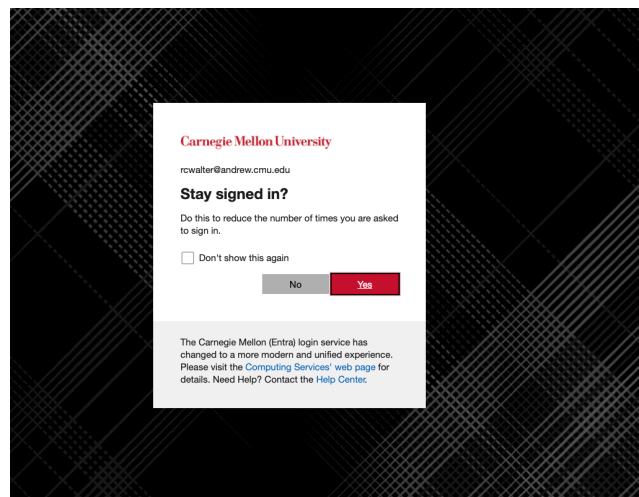 Carnegie Mellon University
rcwalter@andrew.cmu.edu
Stay signed in?
Do this to reduce the number of times you are asked
to sign in.
Don't show this again
No
Yes
The Carnegie Mellon (Entra) login service has
changed to a more modern and unified experience.
Please visit the Computing Services' web page for
details. Need Help? Contact the Help Center.